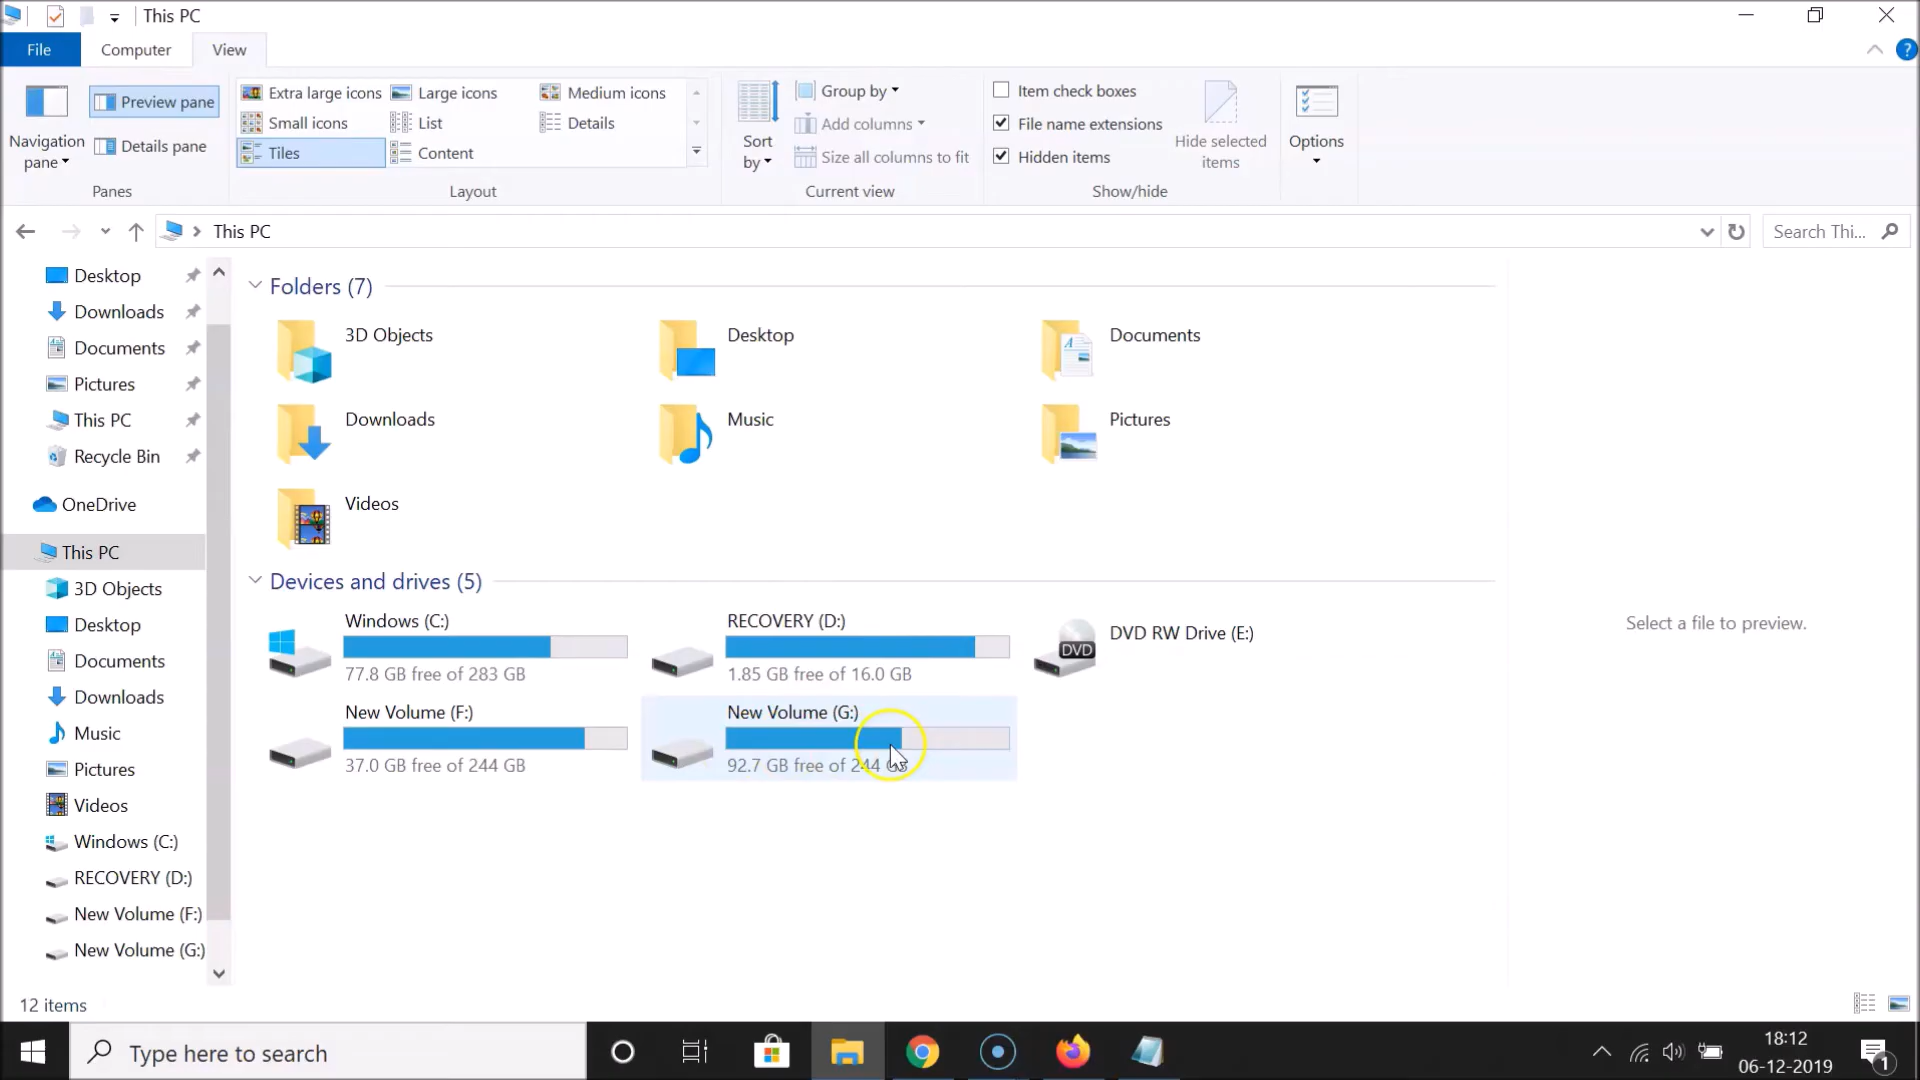 This PC
File
Computer
View
Navigation pane
Preview pane
Details pane
Panes
Extra large icons
Large icons
Medium icons
Small icons
List
Details
Tiles
Content
Layout
Sort by
Group by
Add columns
Size all columns to fit
Current view
Item check boxes
File name extensions
Hidden items
Hide selected items
Show/hide
Options
This PC
Search Thi...
Desktop
Downloads
Documents
Pictures
This PC
Recycle Bin
OneDrive
This PC
3D Objects
Desktop
Documents
Downloads
Music
Pictures
Videos
Windows (C:)
RECOVERY (D:)
New Volume (F:)
New Volume (G:)
Folders (7)
3D Objects
Desktop
Documents
Downloads
Music
Pictures
Videos
Devices and drives (5)
Windows (C:)
77.8 GB free of 283 GB
RECOVERY (D:)
1.85 GB free of 16.0 GB
DVD
DVD RW Drive (E:)
New Volume (F:)
37.0 GB free of 244 GB
New Volume (G:)
92.7 GB free of 244 GB
Select a file to preview.
12 items
Type here to search
18:12
06-12-2019
1